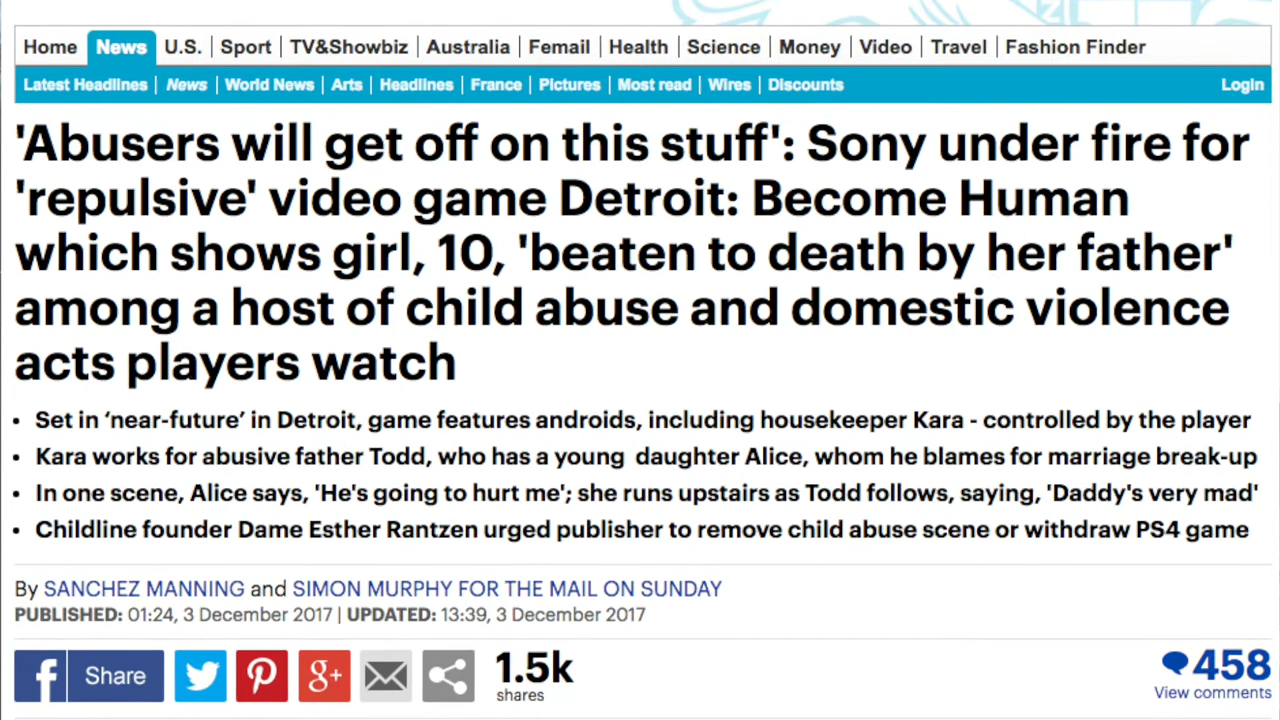 Home News U.S. Sport TV&Showbiz Australia Femail Health Science Money Video Travel Fashion Finder
Latest Headlines News World News Arts Headlines France Pictures Most read Wires Discounts Login
'Abusers will get off on this stuff': Sony under fire for
'repulsive' video game Detroit: Become Human
which shows girl, 10, 'beaten to death by her father'
among a host of child abuse and domestic violence
acts players watch
• Set in ‘near-future’ in Detroit, game features androids, including housekeeper Kara - controlled by the player
• Kara works for abusive father Todd, who has a young daughter Alice, whom he blames for marriage break-up
• In one scene, Alice says, 'He's going to hurt me'; she runs upstairs as Todd follows, saying, 'Daddy's very mad'
• Childline founder Dame Esther Rantzen urged publisher to remove child abuse scene or withdraw PS4 game
By SANCHEZ MANNING and SIMON MURPHY FOR THE MAIL ON SUNDAY
PUBLISHED: 01:24, 3 December 2017 | UPDATED: 13:39, 3 December 2017
f Share g+ 1.5k 458
shares View comments